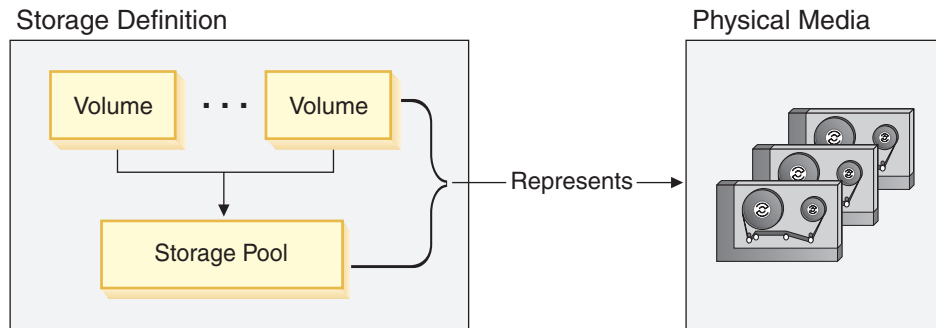 Storage Definition
Physical Media
Volume . . . Volume
Represents
Storage Pool